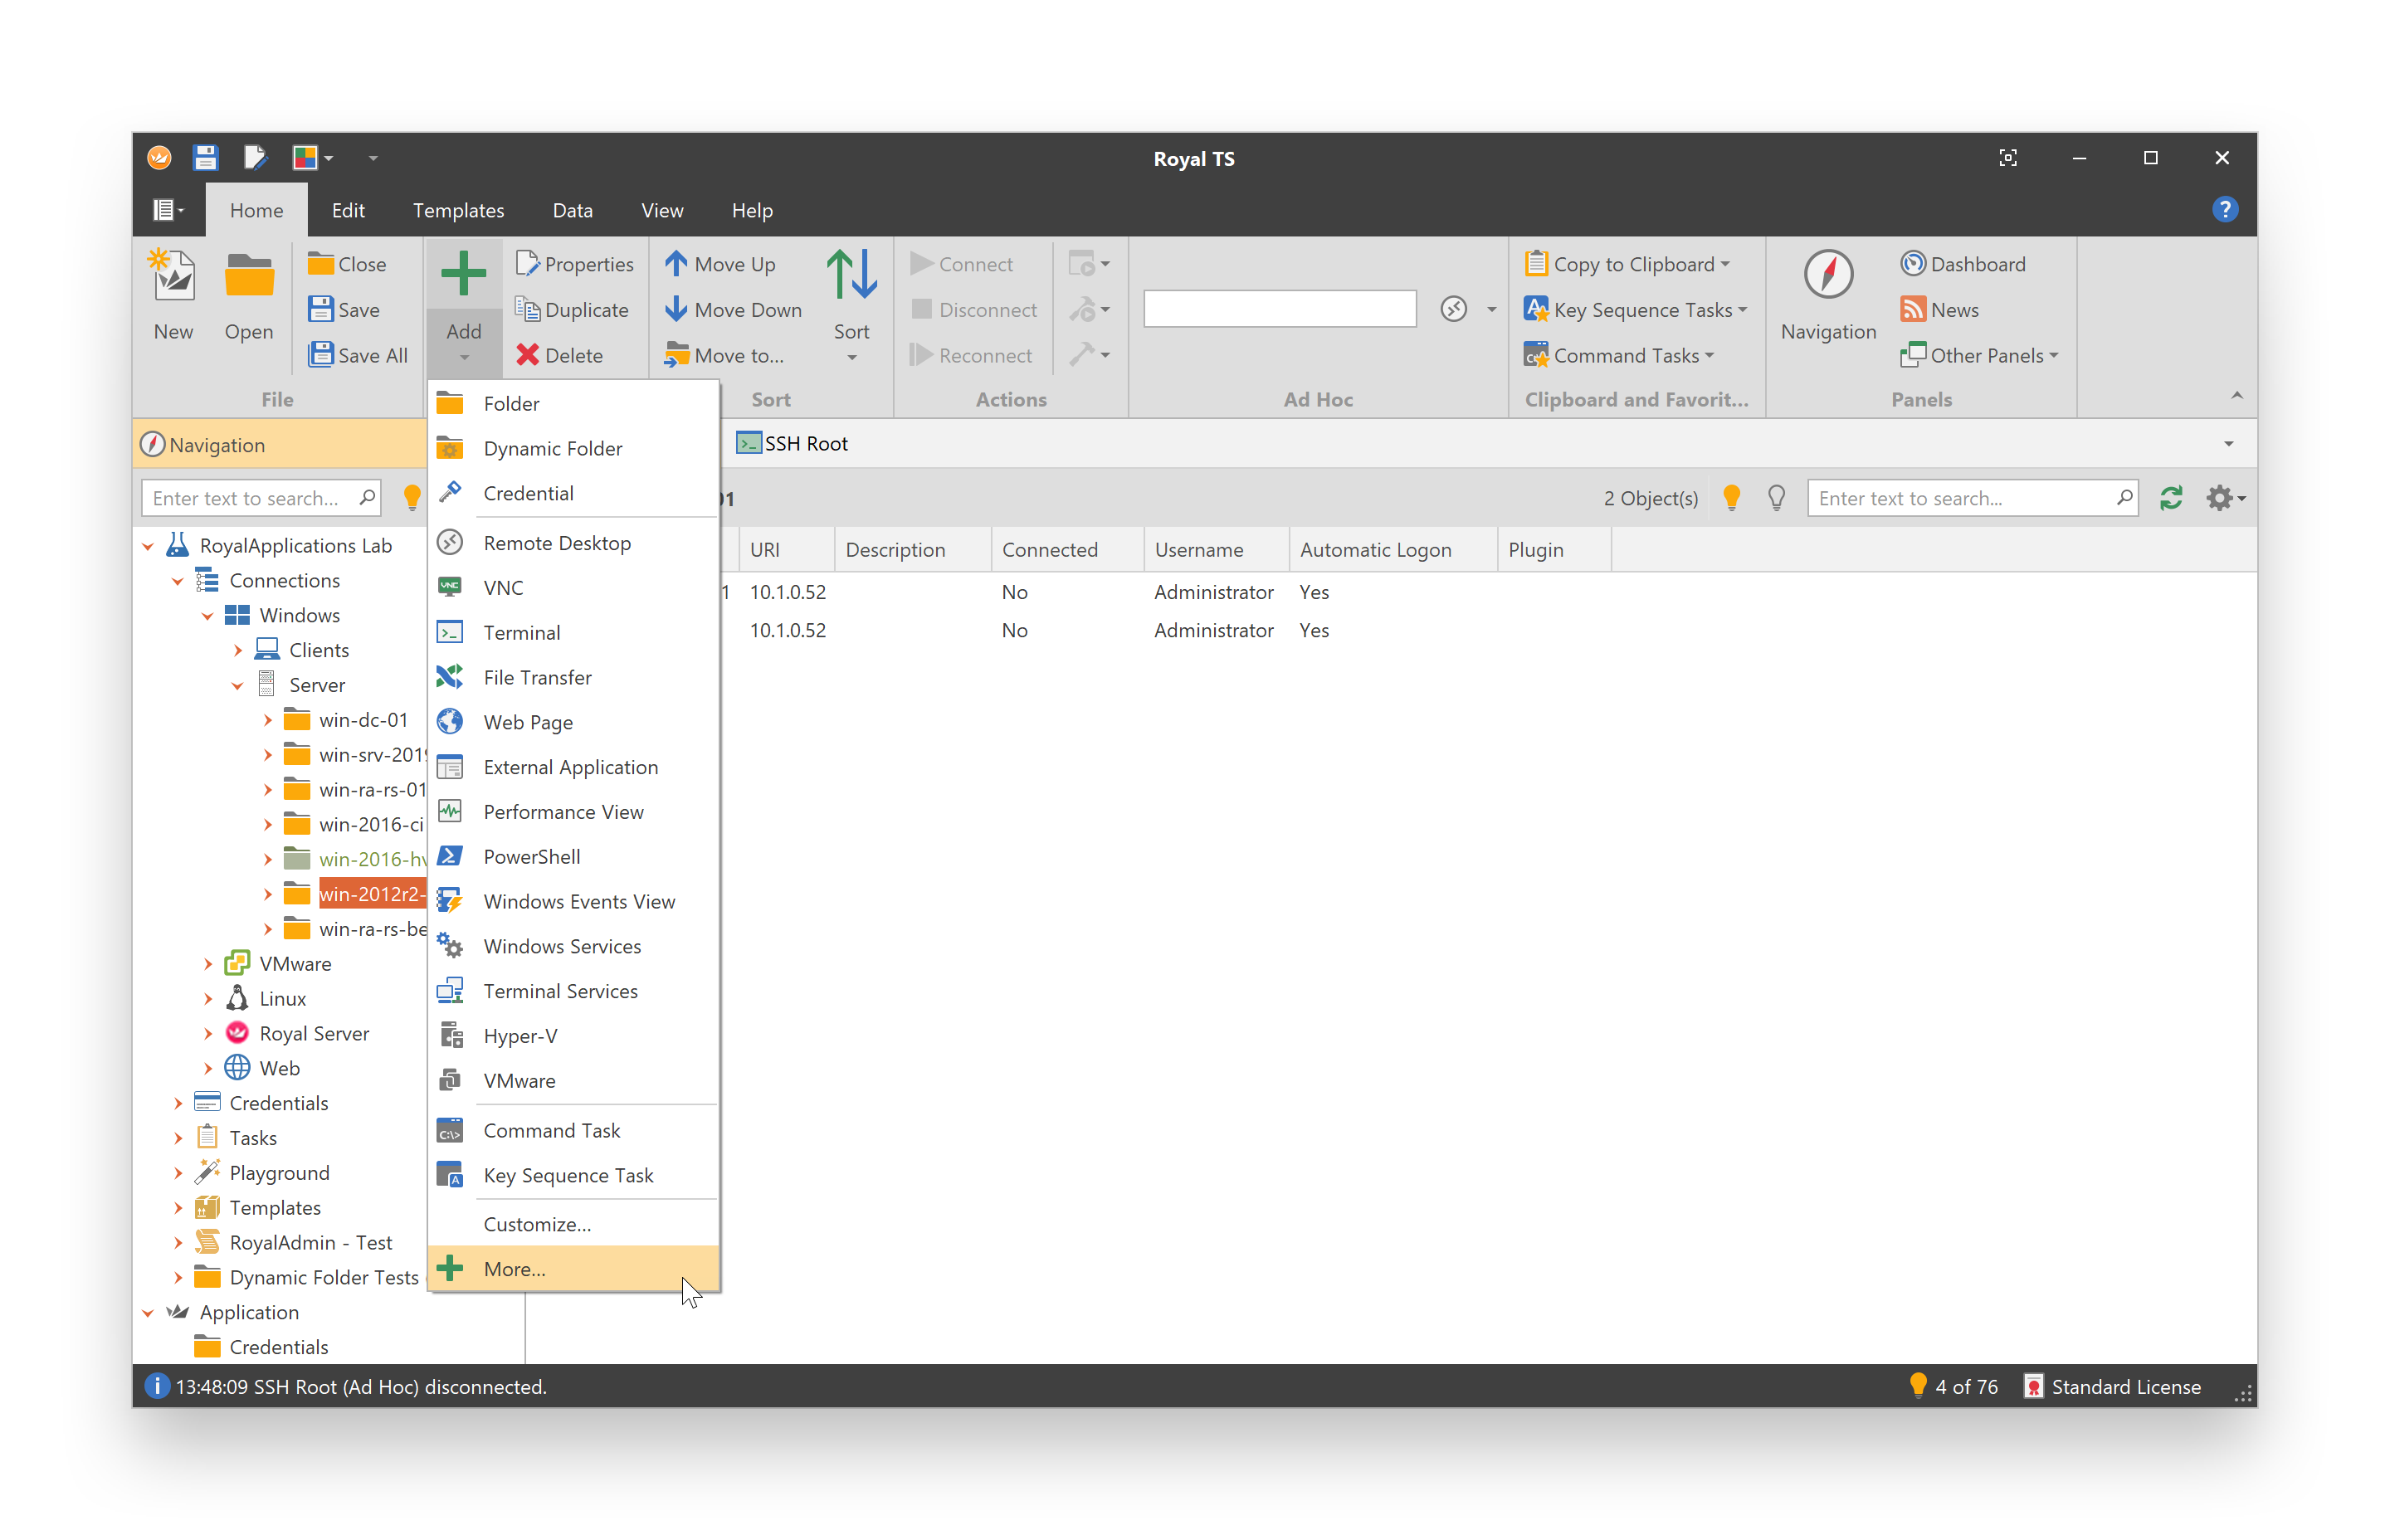 Royal TS
Home Edit Templates Data View Help
New Open Close Save Save All
File
Add Properties Duplicate Delete
Move Up Move Down Move to... Sort
Sort
Connect Disconnect Reconnect
Actions
Ad Hoc
Copy to Clipboard Key Sequence Tasks Command Tasks
Clipboard and Favorit...
Navigation Dashboard News Other Panels
Panels
Navigation
Enter text to search...
RoyalApplications Lab
Connections
Windows
Clients
Server
win-dc-01
win-srv-2019
win-ra-rs-01
win-2016-ci
win-2016-hv
win-2012r2-
win-ra-rs-be
VMware
Linux
Royal Server
Web
Credentials
Tasks
Playground
Templates
RoyalAdmin - Test
Dynamic Folder Tests
Application
Credentials
Folder
Dynamic Folder
Credential
Remote Desktop
VNC
Terminal
File Transfer
Web Page
External Application
Performance View
PowerShell
Windows Events View
Windows Services
Terminal Services
Hyper-V
VMware
Command Task
Key Sequence Task
Customize...
More...
SSH Root
01 2 Object(s) Enter text to search...
URI Description Connected Username Automatic Logon Plugin
1 10.1.0.52 No Administrator Yes
10.1.0.52 No Administrator Yes
13:48:09 SSH Root (Ad Hoc) disconnected. 4 of 76 Standard License